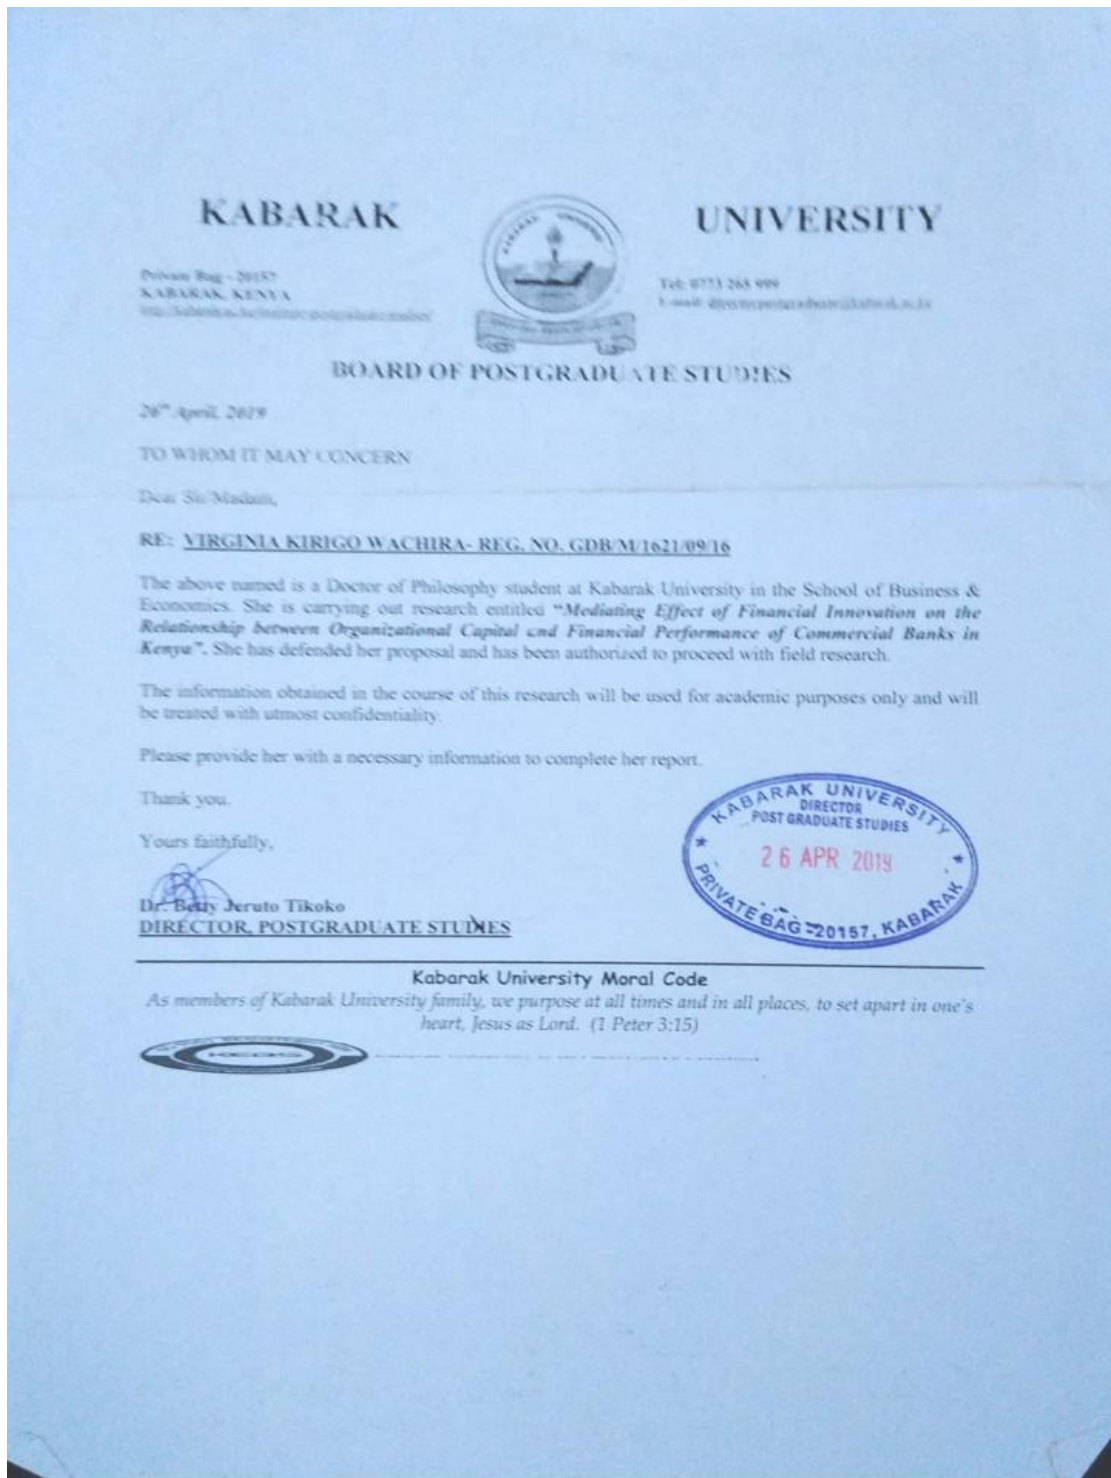 KABARAK UNIVERSITY
Private Bag - 20157
KABARAK, KENYA
Tel: 0773 265 999
BOARD OF POSTGRADUATE STUDIES
26th April, 2019
TO WHOM IT MAY CONCERN
Dear Sir/Madam,
RE: VIRGINIA KIRIGO WACHIRA- REG. NO. GDB/M/1621/09/16
The above named is a Doctor of Philosophy student at Kabarak University in the School of Business &
Economics. She is carrying out research entitled "Mediating Effect of Financial Innovation on the
Relationship between Organizational Capital and Financial Performance of Commercial Banks in
Kenya". She has defended her proposal and has been authorized to proceed with field research.
The information obtained in the course of this research will be used for academic purposes only and will
be treated with utmost confidentiality.
Please provide her with a necessary information to complete her report.
Thank you.
Yours faithfully,
Dr. Betty Jeruto Tikoko
DIRECTOR, POSTGRADUATE STUDIES
KABARAK UNIVERSITY
DIRECTOR
POST GRADUATE STUDIES
26 APR 2019
PRIVATE BAG - 20157, KABARAK
Kabarak University Moral Code
As members of Kabarak University family, we purpose at all times and in all places, to set apart in one's
heart, Jesus as Lord. (1 Peter 3:15)